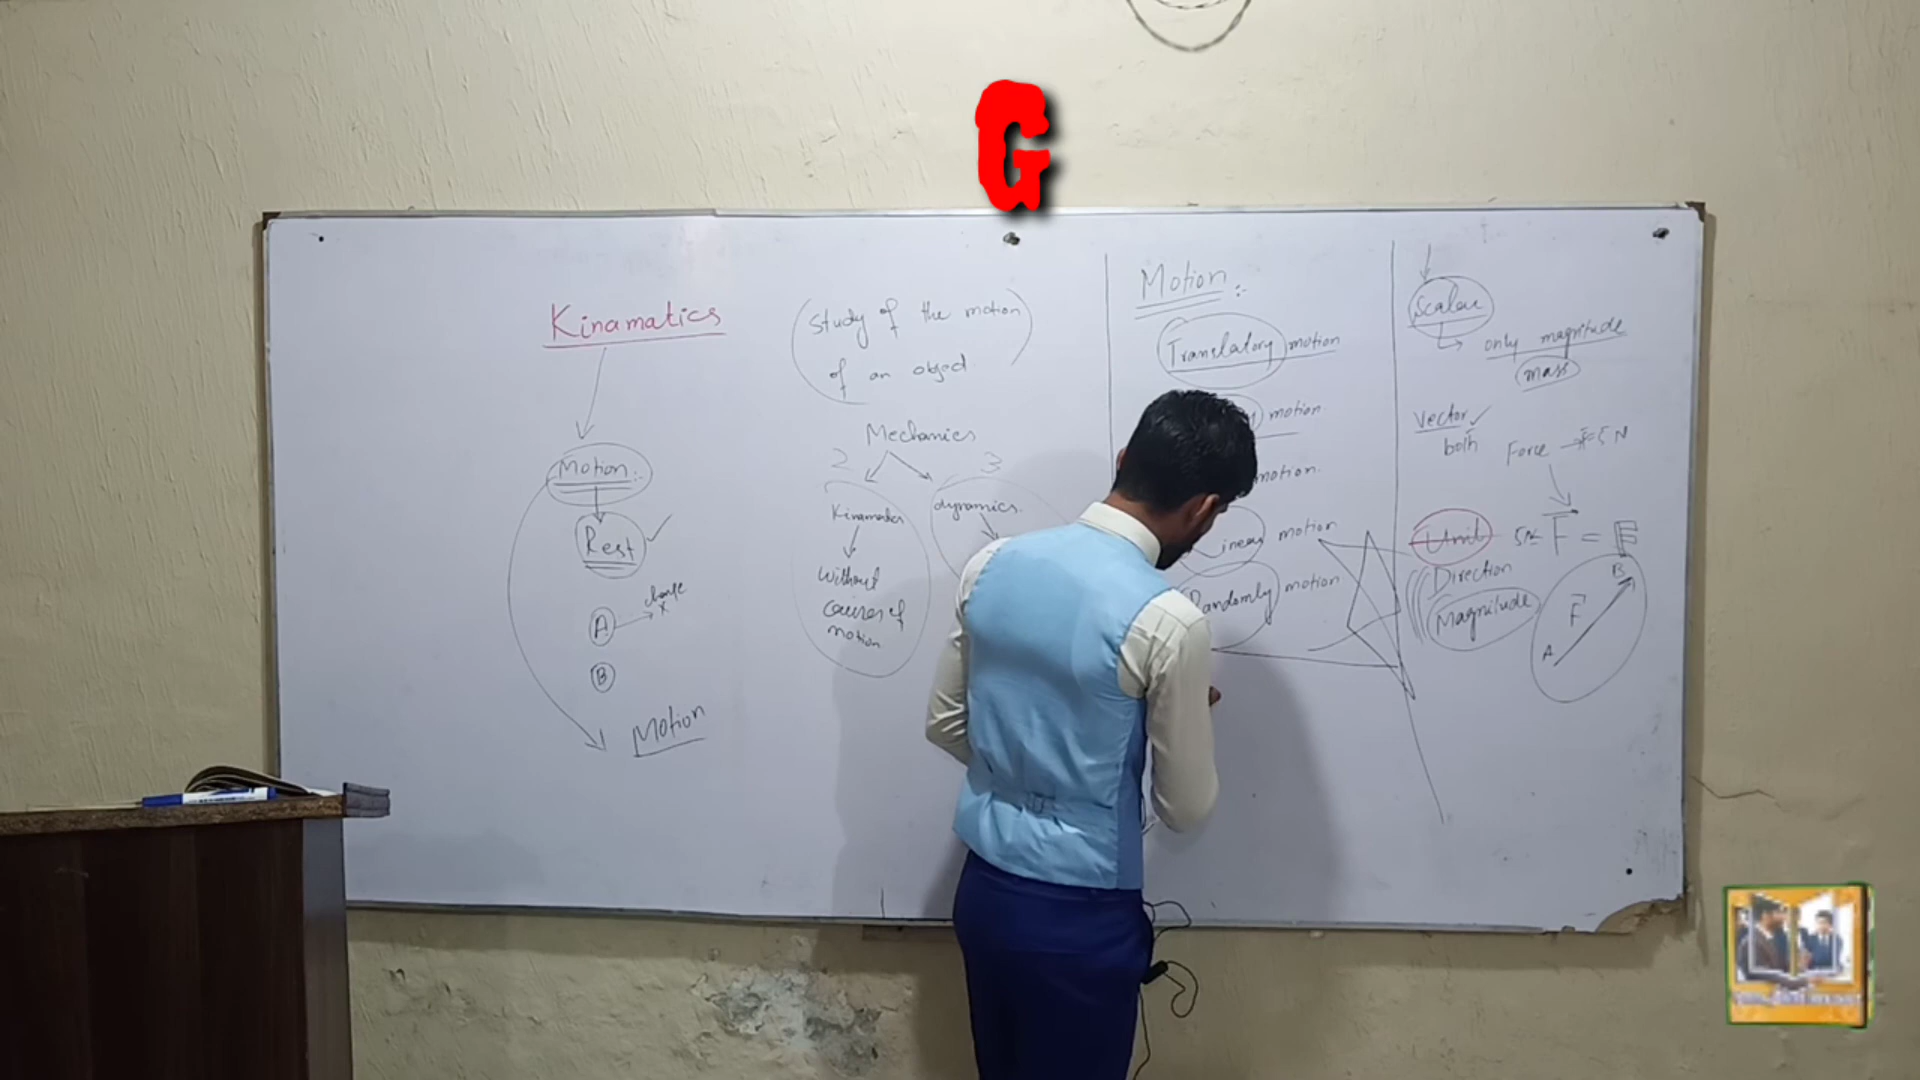 G
Kinamatics
Motion:-
Rest
A change
x
B
Motion
Study of the motion
of an object
Mechanics
2 3
Kinamatics dynamics.
without
causes of
motion
Motion:-
Translatory motion
motion.
motion.
Linear motion
Randomly motion
Scalar
only magnitude
mass
Vector ✓
both
Force → F=5 N
Unit
F =
Direction
Magnitude
B
F
A